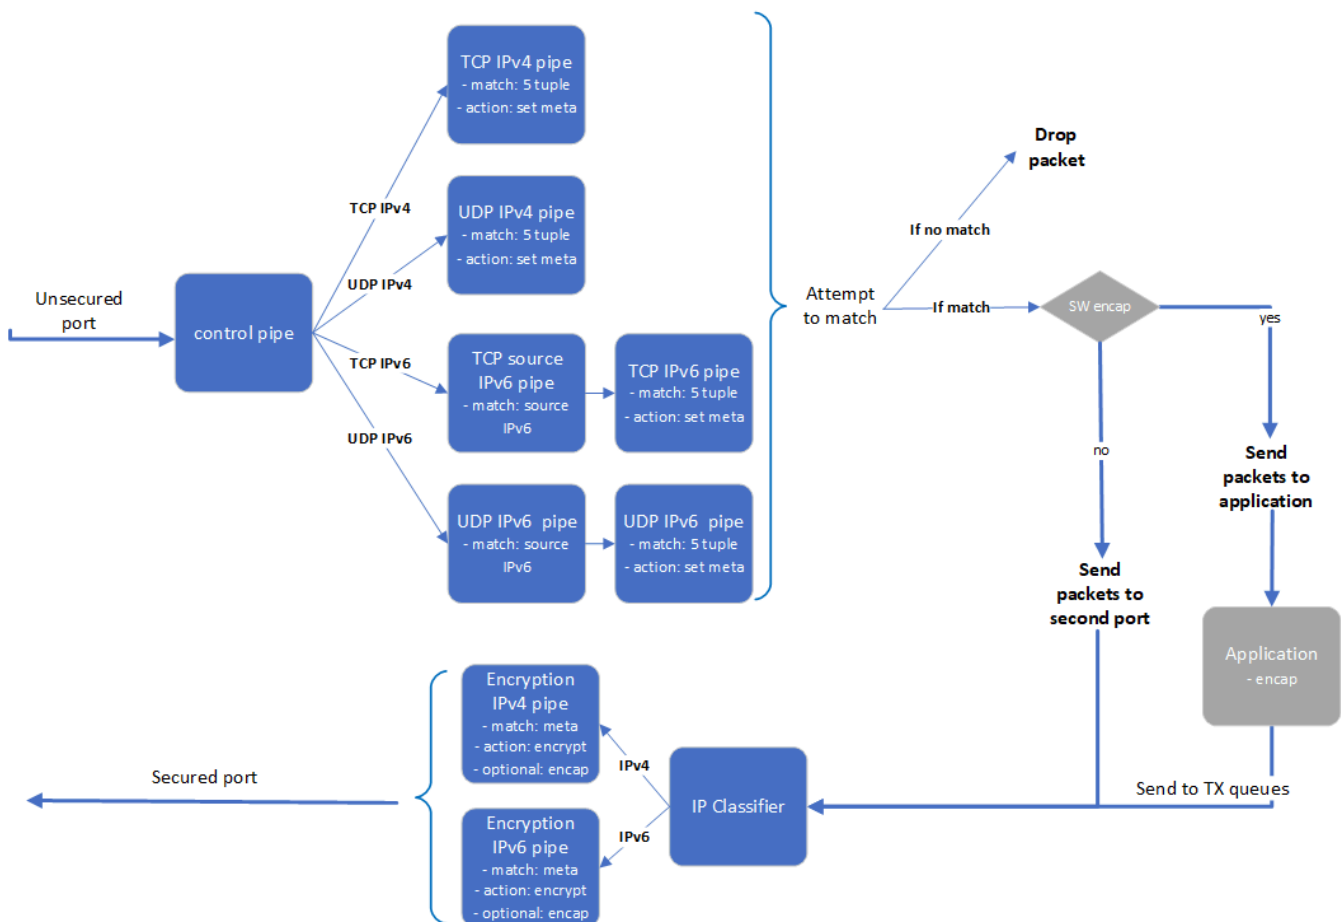 TCP IPv4 pipe
- match: 5 tuple
- action: set meta
Drop
packet
UDP IPv4 pipe
- match: 5 tuple
- action: set meta
TCP IPv4
If no match
UDP IPv4
Unsecured
port
control pipe
Attempt
to match
If match
SW encap
yes
TCP IPv6
TCP source
IPv6 pipe
- match: source
IPv6
TCP IPv6 pipe
- match: 5 tuple
- action: set meta
UDP IPv6
no
Send
packets to
application
UDP IPv6  pipe
- match: source
IPv6
UDP IPv6  pipe
- match: 5 tuple
- action: set meta
Send
packets to
second port
Application
- encap
Encryption
IPv4 pipe
- match: meta
- action: encrypt
- optional: encap
IPv4
Secured port
IP Classifier
Send to TX queues
IPv6
Encryption
IPv6 pipe
- match: meta
- action: encrypt
- optional: encap